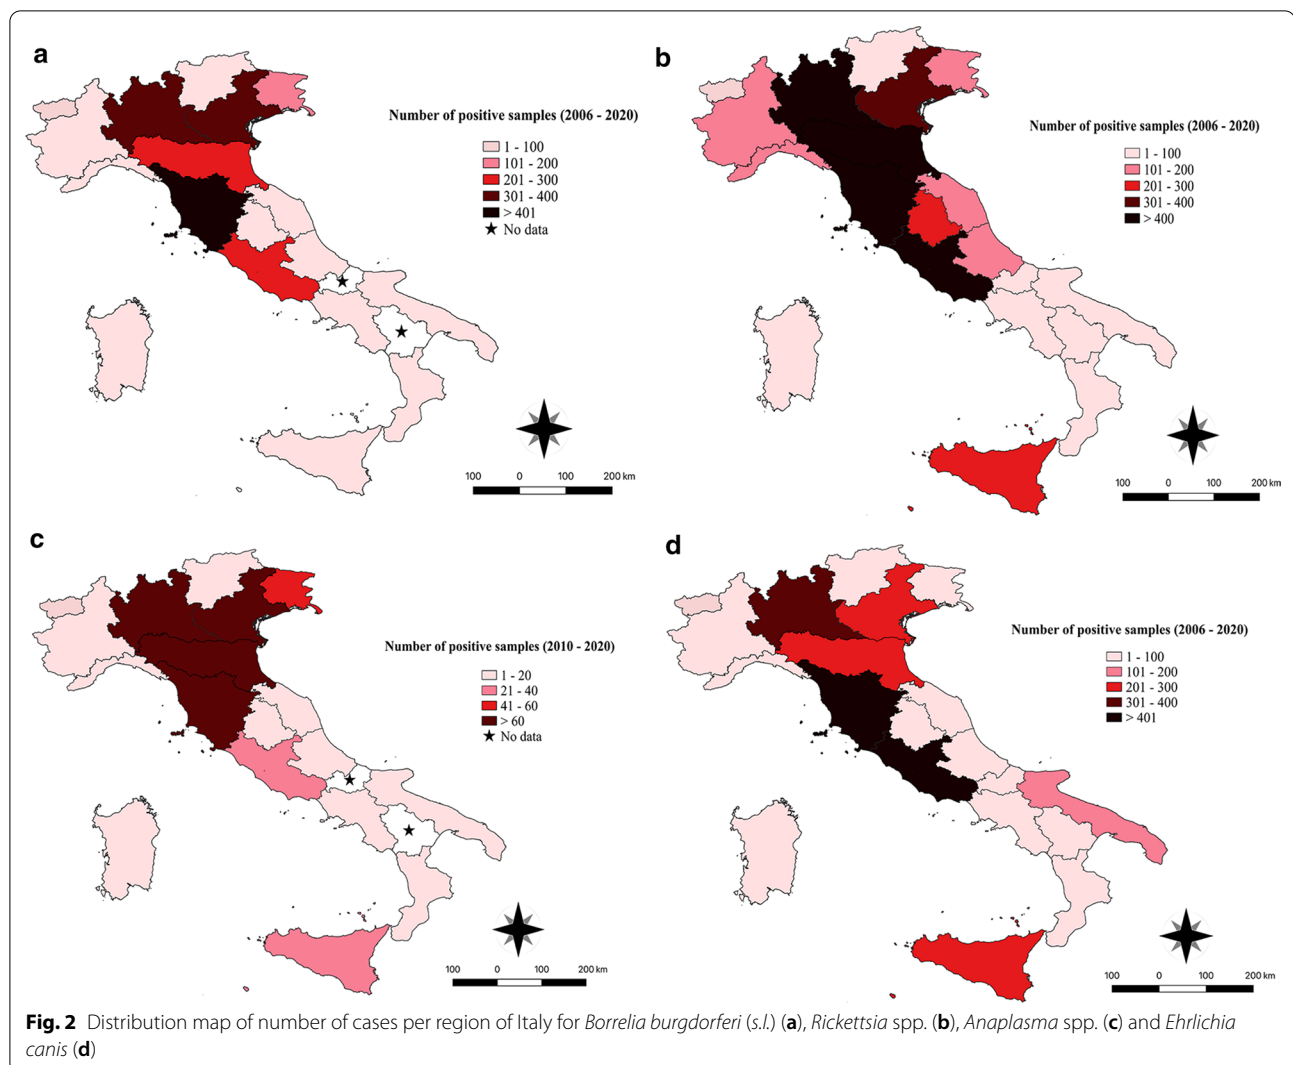 a
Number of positive samples (2006 - 2020)
1 - 100
101 - 200
201 - 300
301 - 400
> 401
No data
100 0 100 200 km
b
Number of positive samples (2006 - 2020)
1 - 100
101 - 200
201 - 300
301 - 400
> 400
100 0 100 200 km
c
Number of positive samples (2010 - 2020)
1 - 20
21 - 40
41 - 60
> 60
No data
100 0 100 200 km
d
Number of positive samples (2006 - 2020)
1 - 100
101 - 200
201 - 300
301 - 400
> 401
100 0 100 200 km
Fig. 2 Distribution map of number of cases per region of Italy for Borrelia burgdorferi (s.l.) (a), Rickettsia spp. (b), Anaplasma spp. (c) and Ehrlichia
canis (d)